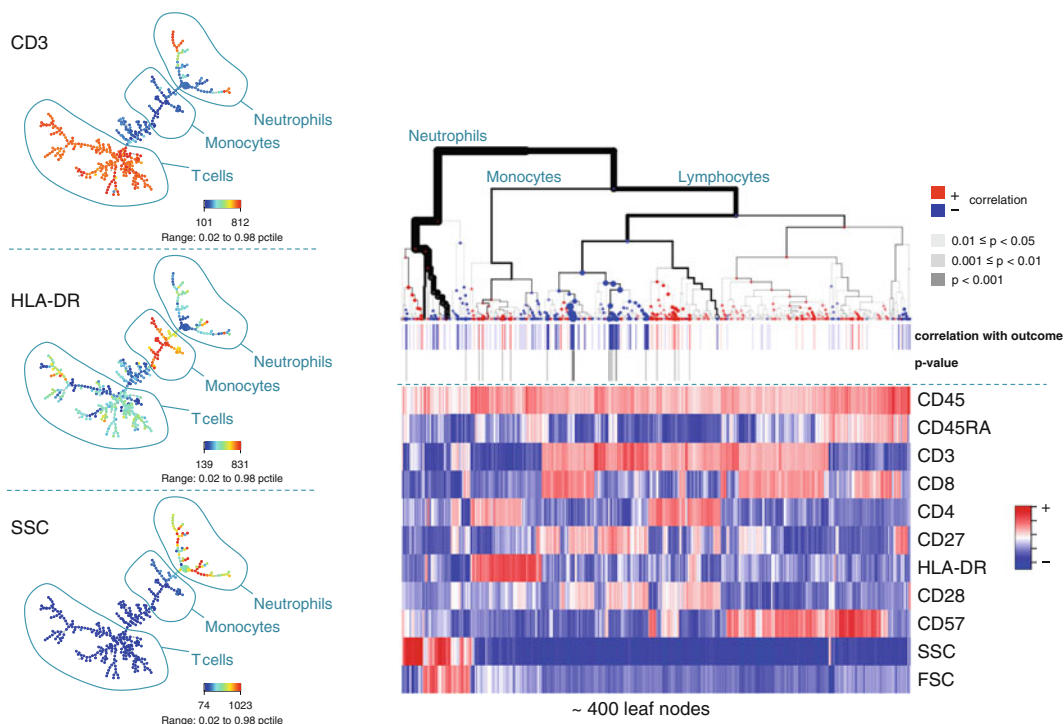 CD3
Neutrophils
Monocytes
T cells
101 812
Range: 0.02 to 0.98 pctile
HLA-DR
Neutrophils
Monocytes
T cells
139 831
Range: 0.02 to 0.98 pctile
SSC
Neutrophils
Monocytes
T cells
74 1023
Range: 0.02 to 0.98 pctile
Neutrophils
Monocytes
Lymphocytes
+ correlation
−
0.01 ≤ p < 0.05
0.001 ≤ p < 0.01
p < 0.001
correlation with outcome
p-value
CD45
CD45RA
CD3
CD8
CD4
CD27
HLA-DR
CD28
CD57
SSC
FSC
+
−
~ 400 leaf nodes